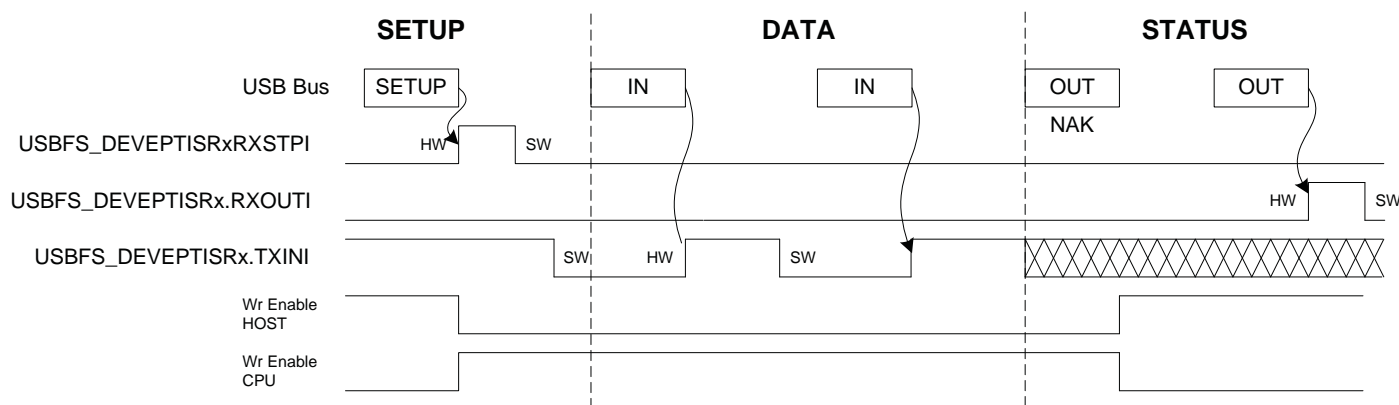 SETUP DATA STATUS
USB Bus SETUP IN IN OUT OUT
NAK
USBFS_DEVEPTISRxRXSTPI HW SW
USBFS_DEVEPTISRx.RXOUTI HW SW
USBFS_DEVEPTISRx.TXINI SW HW SW
Wr Enable
HOST
Wr Enable
CPU